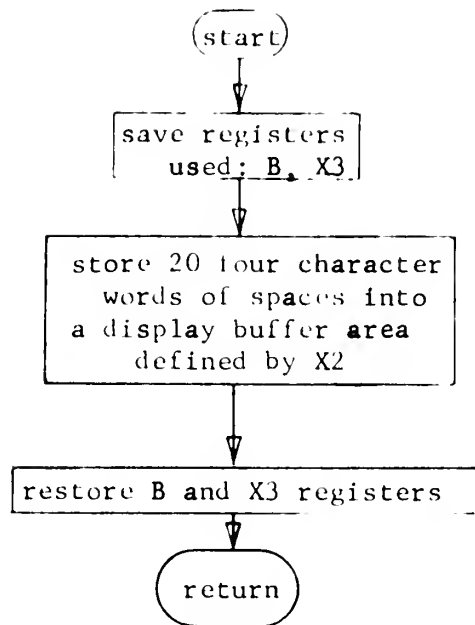 start
save registers
used: B, X3
store 20 four character
words of spaces into
a display buffer area
defined by X2
restore B and X3 registers
return